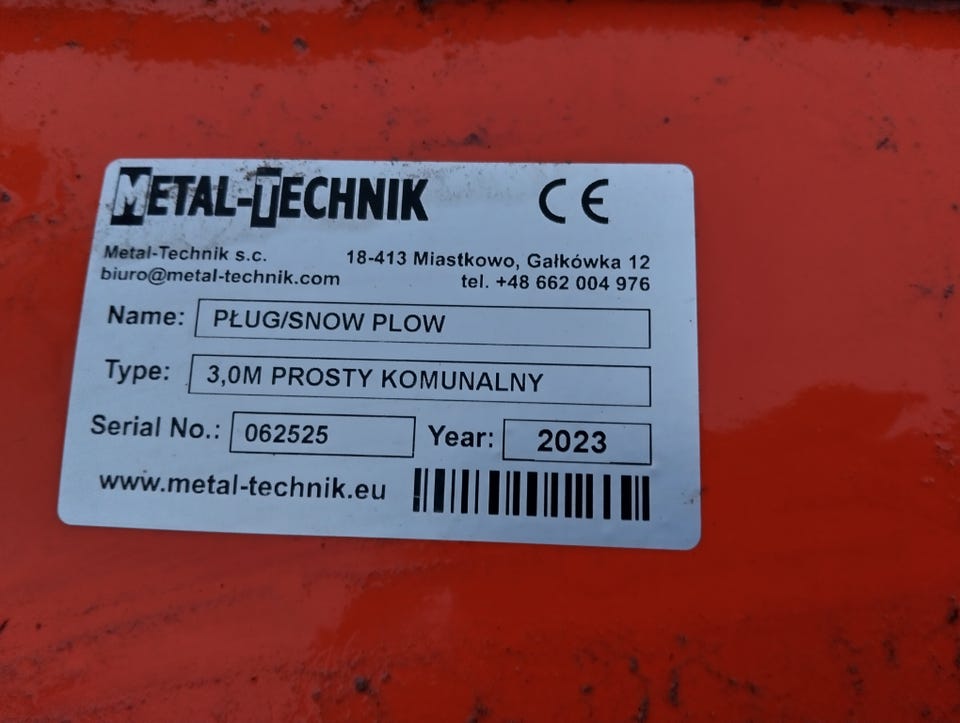 METAL-TECHNIK CE
Metal-Technik s.c. 18-413 Miastkowo, Gałkówka 12
biuro@metal-technik.com tel. +48 662 004 976
Name: PŁUG/SNOW PLOW
Type: 3,0M PROSTY KOMUNALNY
Serial No.: 062525 Year: 2023
www.metal-technik.eu